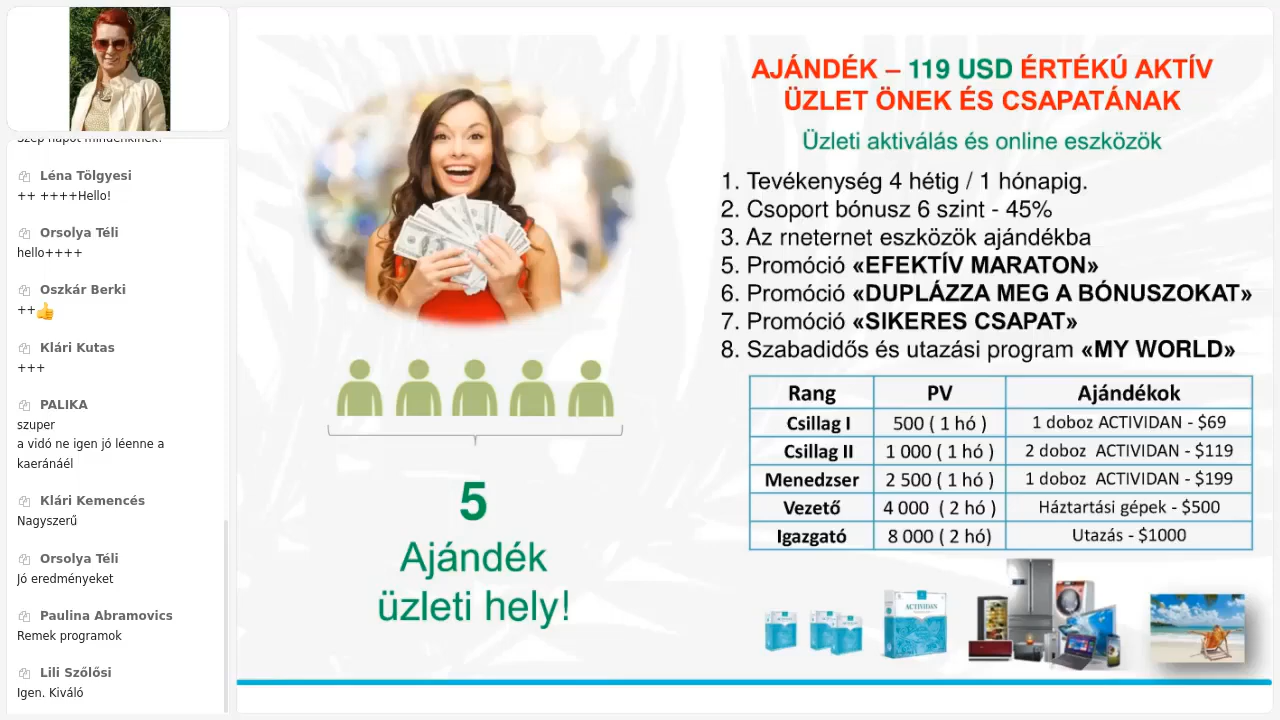 Szép napot mindenkinek!
Léna Tölgyesi
++ ++++Hello!
Orsolya Téli
hello++++
Oszkár Berki
++👍
Klári Kutas
+++
PALIKA
szuper
a vidó ne igen jó léenne a
kaeránáél
Klári Kemencés
Nagyszerű
Orsolya Téli
Jó eredményeket
Paulina Abramovics
Remek programok
Lili Szőlősi
Igen. Kiváló
5
Ajándék
üzleti hely!
AJÁNDÉK – 119 USD ÉRTÉKÚ AKTÍV
ÜZLET ÖNEK ÉS CSAPATÁNAK
Üzleti aktiválás és online eszközök
1. Tevékenység 4 hétig / 1 hónapig.
2. Csoport bónusz 6 szint - 45%
3. Az rneternet eszközök ajándékba
5. Promóció «EFEKTÍV MARATON»
6. Promóció «DUPLÁZZA MEG A BÓNUSZOKAT»
7. Promóció «SIKERES CSAPAT»
8. Szabadidős és utazási program «MY WORLD»
Rang PV Ajándékok
Csillag I 500 ( 1 hó ) 1 doboz ACTIVIDAN - $69
Csillag II 1 000 ( 1 hó ) 2 doboz ACTIVIDAN - $119
Menedzser 2 500 ( 1 hó ) 1 doboz ACTIVIDAN - $199
Vezető 4 000 ( 2 hó ) Háztartási gépek - $500
Igazgató 8 000 ( 2 hó) Utazás - $1000
ACTIVIDAN